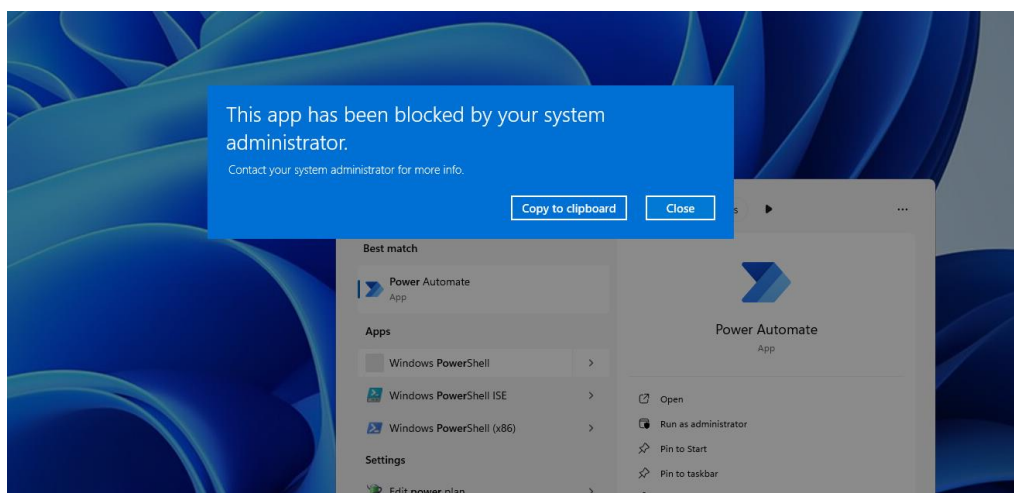 This app has been blocked by your system
administrator.
Contact your system administrator for more info.
Copy to clipboard
Close
s
Best match
Power Automate
App
Apps
Windows PowerShell
Windows PowerShell ISE
Windows PowerShell (x86)
Settings
Edit power plan
Power Automate
App
Open
Run as administrator
Pin to Start
Pin to taskbar